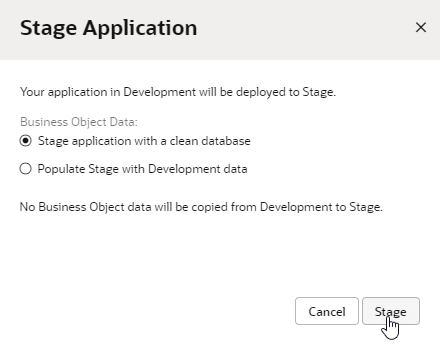 Stage Application
Your application in Development will be deployed to Stage.
Business Object Data:
Stage application with a clean database
Populate Stage with Development data
No Business Object data will be copied from Development to Stage.
Cancel
Stage